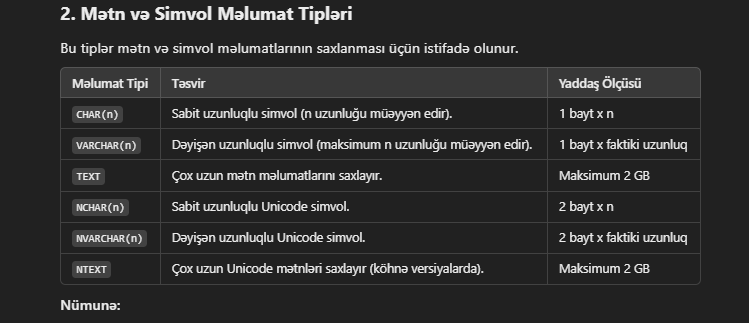 2. Mətn və Simvol Məlumat Tipləri
Bu tiplər mətn və simvol məlumatlarının saxlanması üçün istifadə olunur.
Məlumat Tipi Təsvir Yaddaş Ölçüsü
CHAR(n) Sabit uzunluqlu simvol (n uzunluğu müəyyən edir). 1 bayt x n
VARCHAR(n) Dəyişən uzunluqlu simvol (maksimum n uzunluğu müəyyən edir). 1 bayt x faktiki uzunluq
TEXT Çox uzun mətn məlumatlarını saxlayır. Maksimum 2 GB
NCHAR(n) Sabit uzunluqlu Unicode simvol. 2 bayt x n
NVARCHAR(n) Dəyişən uzunluqlu Unicode simvol. 2 bayt x faktiki uzunluq
NTEXT Çox uzun Unicode mətnləri saxlayır (köhnə versiyalarda). Maksimum 2 GB
Nümunə: